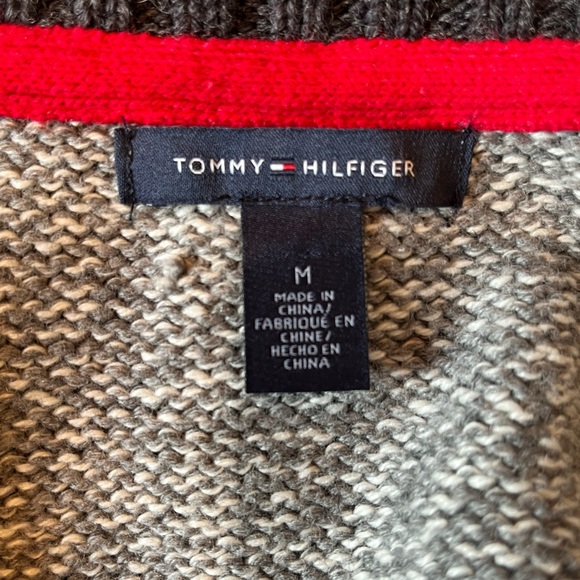 TOMMY HILFIGER
M
MADE IN
CHINA/
FABRIQUÉ EN
CHINE/
HECHO EN
CHINA